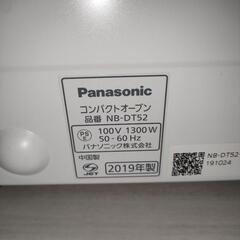 Panasonic
コンパクトオーブン
品番 NB-DT52
PS E
100V 1300W
50-60Hz
パナソニック株式会社
中国製
JET
2019年製
NB-DT52-
191024